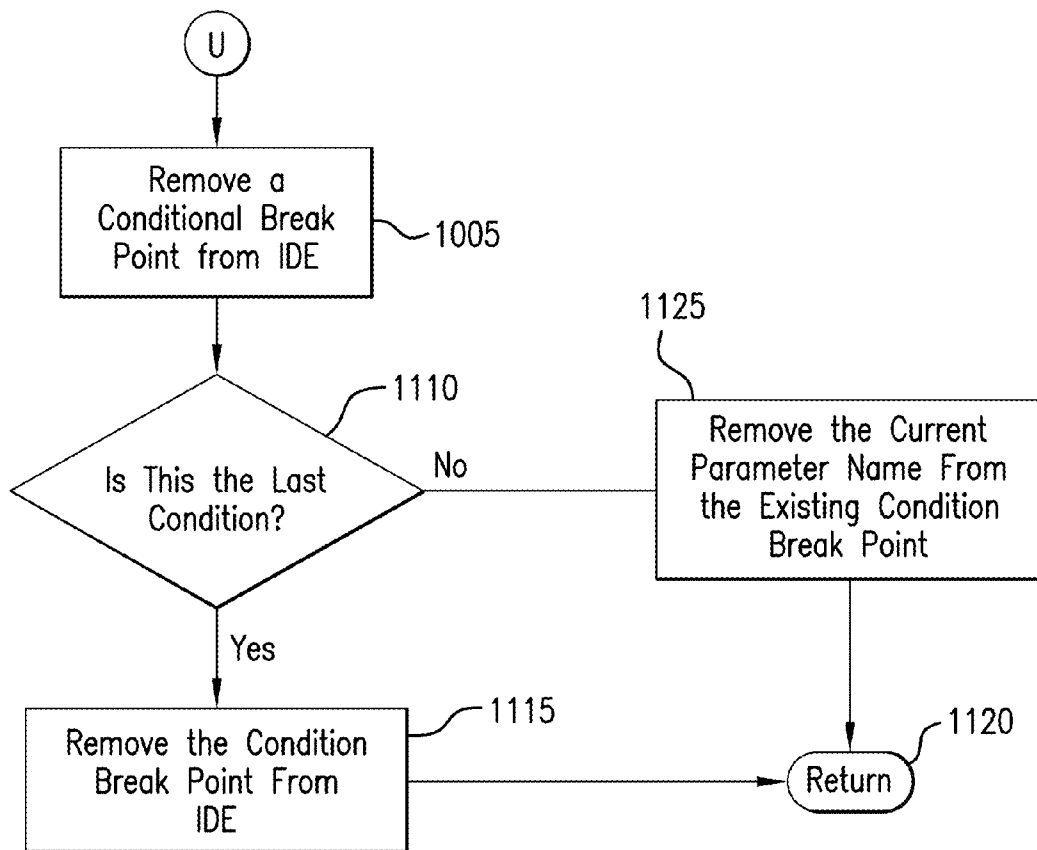 U
Remove a
Conditional Break
Point from IDE
1005
1125
1110
Is This the Last
Condition?
No
Remove the Current
Parameter Name From
the Existing Condition
Break Point
Yes
1115
Remove the Condition
Break Point From
IDE
1120
Return